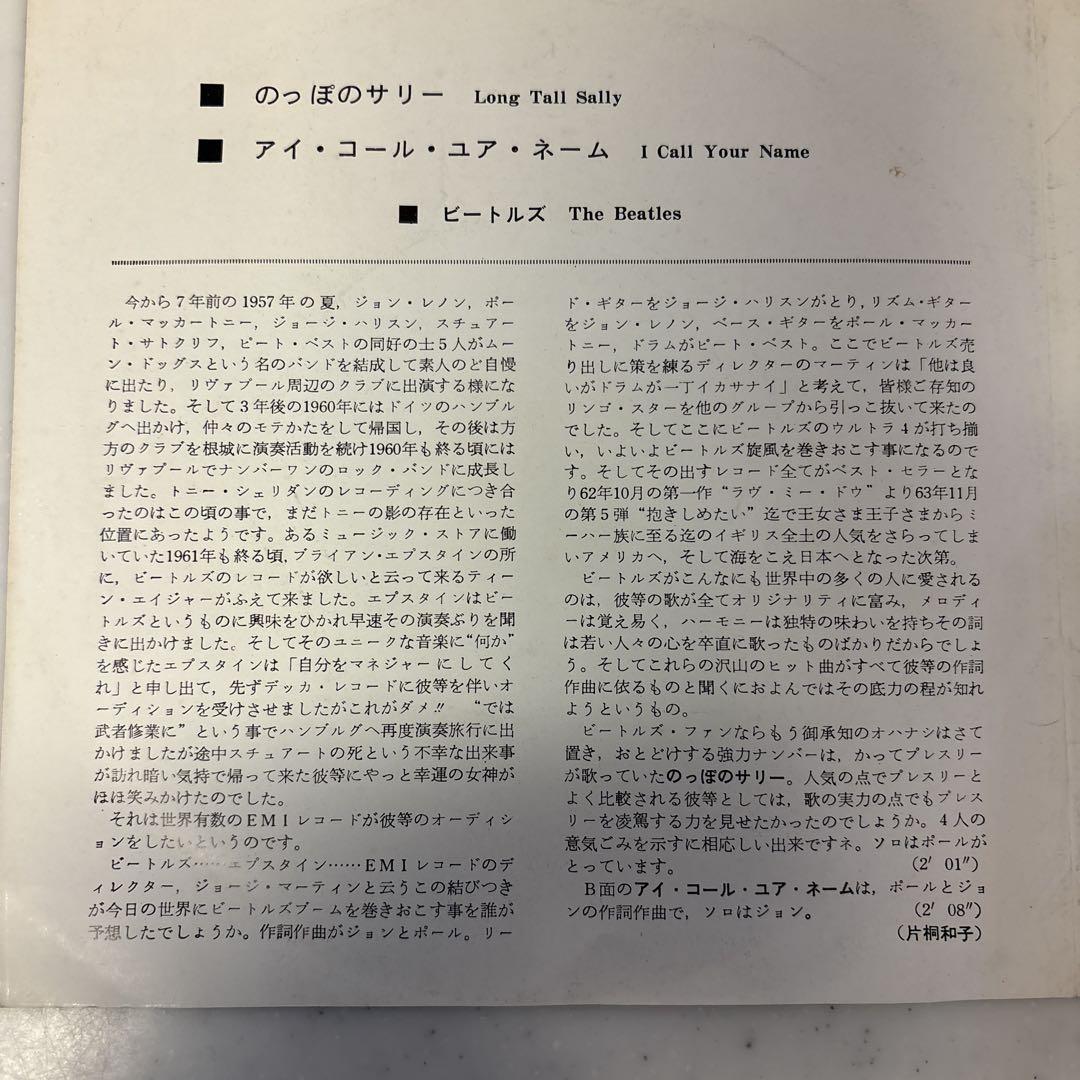 ■ のっぽのサリー Long Tall Sally
■ アイ・コール・ユア・ネーム I Call Your Name
■ ビートルズ The Beatles
今から7年前の1957年の夏，ジョン・レノン，ポー
ル・マッカートニー，ジョージ・ハリスン，スチュアー
ト・サトクリフ，ピート・ベストの同好の士5人がムー
ン・ドッグスという名のバンドを結成して素人のど自慢
に出たり，リヴァプール周辺のクラブに出演する様にな
りました。そして3年後の1960年にはドイツのハンブル
グへ出かけ，仲々のモテかたをして帰国し，その後は方
方のクラブを根城に演奏活動を続け1960年も終る頃には
リヴァプールでナンバーワンのロック・バンドに成長し
ました。トニー・シェリダンのレコーディングにつき合
ったのはこの頃の事で，まだトニーの影の存在といった
位置にあったようです。あるミュージック・ストアに働
いていた1961年も終る頃，ブライアン・エプスタインの所
に，ビートルズのレコードが欲しいと云って来るティー
ン・エイジャーがふえて来ました。エプスタインはビー
トルズというものに興味をひかれ早速その演奏ぶりを聞
きに出かけました。そしてそのユニークな音楽に“何か”
を感じたエプスタインは「自分をマネジャーにしてく
れ」と申し出て，先ずデッカ・レコードに彼等を伴いオ
ーディションを受けさせましたがこれがダメ!! “では
武者修業に”という事でハンブルグへ再度演奏旅行に出
かけましたが途中スチュアートの死という不幸な出来事
が訪れ暗い気持で帰って来た彼等にやっと幸運の女神が
ほほ笑みかけたのでした。
それは世界有数のEMIレコードが彼等のオーディシ
ョンをしたいというのです。
ビートルズ……エプスタイン……EMIレコードのデ
ィレクター，ジョージ・マーティンと云うこの結びつき
が今日の世界にビートルズブームを巻きおこす事を誰が
予想したでしょうか。作詞作曲がジョンとポール。リー
ド・ギターをジョージ・ハリスンがとり，リズム・ギター
をジョン・レノン，ベース・ギターをポール・マッカー
トニー，ドラムがピート・ベスト。ここでビートルズ売
り出しに策を練るディレクターのマーティンは「他は良
いがドラムが一丁イカサナイ」と考えて，皆様ご存知の
リンゴ・スターを他のグループから引っこ抜いて来たの
でした。そしてここにビートルズのウルトラ4が打ち揃
い，いよいよビートルズ旋風を巻きおこす事になるので
す。そしてその出すレコード全てがベスト・セラーとな
り62年10月の第一作“ラヴ・ミー・ドウ”より63年11月
の第5弾“抱きしめたい”迄で王女さま王子さまからミ
ーハー族に至る迄のイギリス全土の人気をさらってしま
いアメリカへ，そして海をこえ日本へとなった次第。
ビートルズがこんなにも世界中の多くの人に愛される
のは，彼等の歌が全てオリジナリティに富み，メロディ
ーは覚え易く，ハーモニーは独特の味わいを持ちその詞
は若い人々の心を卒直に歌ったものばかりだからでしょ
う。そしてこれらの沢山のヒット曲がすべて彼等の作詞
作曲に依るものと聞くにおよんではその底力の程が知れ
ようというもの。
ビートルズ・ファンならもう御承知のオハナシはさて
置き，おとどけする強力ナンバーは，かってプレスリー
が歌っていたのっぽのサリー。人気の点でプレスリーと
よく比較される彼等としては，歌の実力の点でもプレス
リーを凌駕する力を見せたかったのでしょうか。4人の
意気ごみを示すに相応しい出来ですネ。ソロはポールが
とっています。 (2′ 01″)
B面のアイ・コール・ユア・ネームは，ポールとジョ
ンの作詞作曲で，ソロはジョン。 (2′ 08″)
(片桐和子)